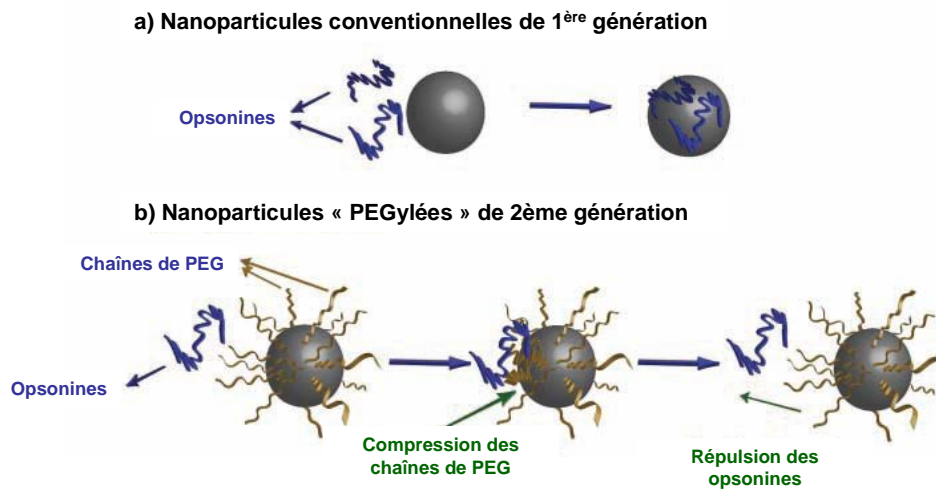 a) Nanoparticules conventionnelles de 1ère génération
Opsonines
b) Nanoparticules « PEGylées » de 2ème génération
Chaînes de PEG
Opsonines
Compression des
chaînes de PEG
Répulsion des
opsonines